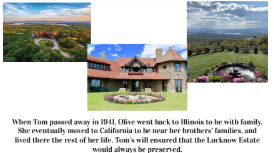 When Tom passed away in 1941, Olive went back to Illinois to be with family.
She eventually moved to California to be near her brothers' families, and
lived there the rest of her life. Tom's will ensured that the Lucknow Estate
would always be preserved.